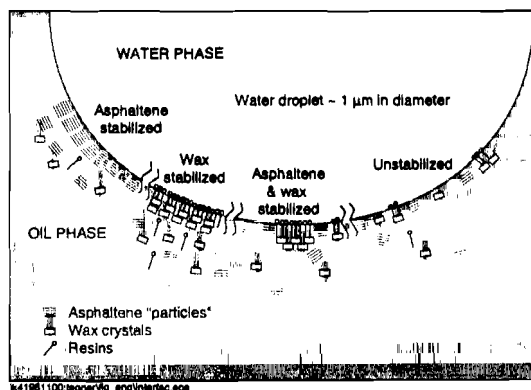 WATER PHASE
Water droplet ~ 1 µm in diameter
Asphaltene
stabilized
Wax
stabilized
Asphaltene
& wax
stabilized
Unstabilized
OIL PHASE
Asphaltene "particles"
Wax crystals
Resins